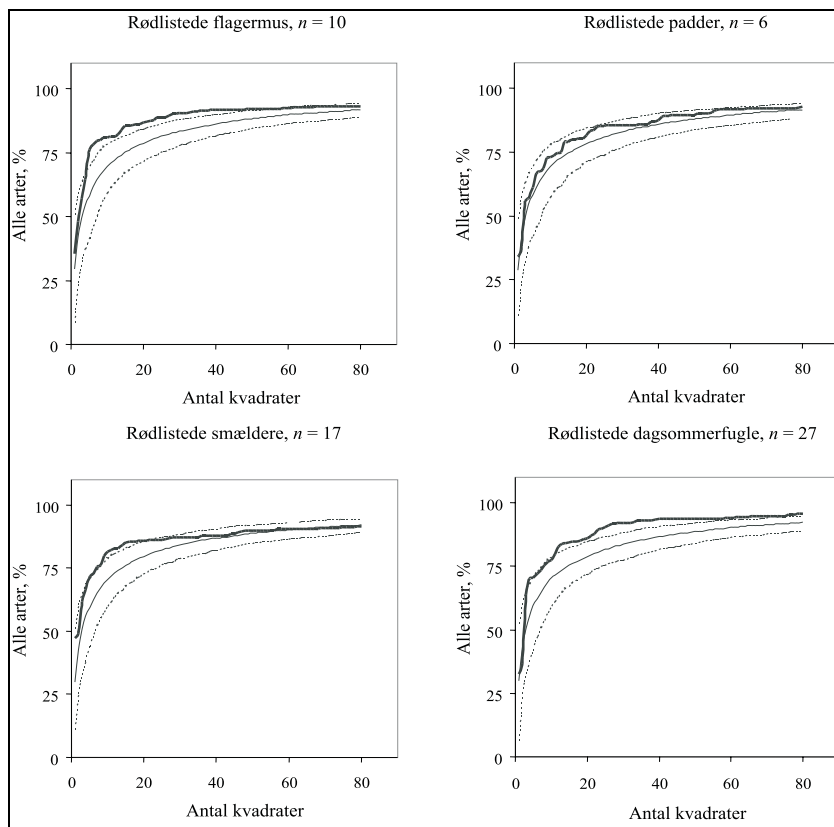 Rødlistede flagermus, n = 10
Alle arter, %
100
75
50
25
0
0 20 40 60 80
Antal kvadrater
Rødlistede padder, n = 6
Alle arter, %
100
75
50
25
0
0 20 40 60 80
Antal kvadrater
Rødlistede smældere, n = 17
Alle arter, %
100
75
50
25
0
0 20 40 60 80
Antal kvadrater
Rødlistede dagsommerfugle, n = 27
Alle arter, %
100
75
50
25
0
0 20 40 60 80
Antal kvadrater